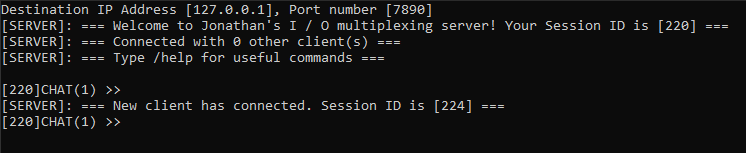 Destination IP Address [127.0.0.1], Port number [7890]
[SERVER]: === Welcome to Jonathan's I / O multiplexing server! Your Session ID is [220] ===
[SERVER]: === Connected with 0 other client(s) ===
[SERVER]: === Type /help for useful commands ===
[220]CHAT(1) >>
[SERVER]: === New client has connected. Session ID is [224] ===
[220]CHAT(1) >>